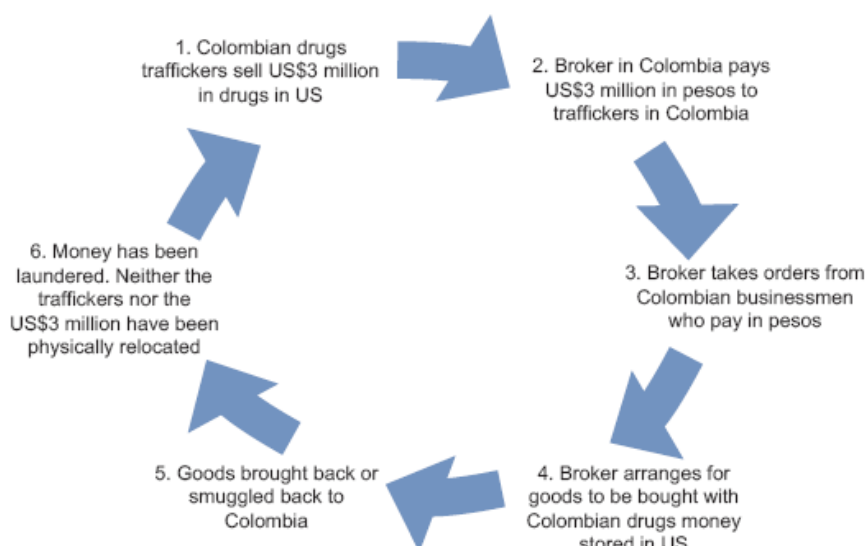 1. Colombian drugs
traffickers sell US$3 million
in drugs in US
2. Broker in Colombia pays
US$3 million in pesos to
traffickers in Colombia
3. Broker takes orders from
Colombian businessmen
who pay in pesos
4. Broker arranges for
goods to be bought with
Colombian drugs money
stored in US
5. Goods brought back or
smuggled back to
Colombia
6. Money has been
laundered. Neither the
traffickers nor the
US$3 million have been
physically relocated